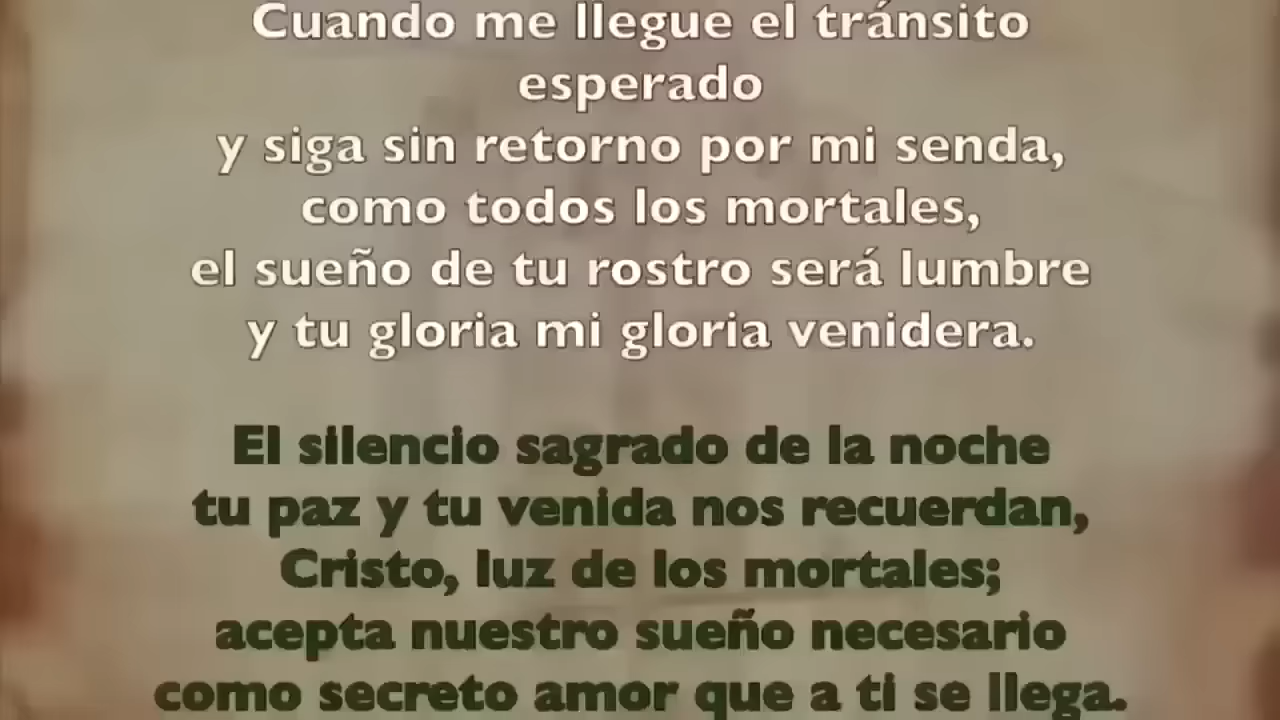 Cuando me llegue el tránsito
esperado
y siga sin retorno por mi senda,
como todos los mortales,
el sueño de tu rostro será lumbre
y tu gloria mi gloria venidera.
El silencio sagrado de la noche
tu paz y tu venida nos recuerdan,
Cristo, luz de los mortales;
acepta nuestro sueño necesario
como secreto amor que a ti se llega.